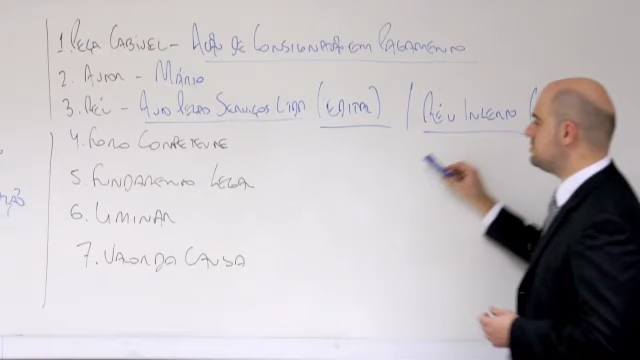 1. PEÇA CABÍVEL - AÇÃO DE CONSIGNAÇÃO EM PAGAMENTO
2. AUTOR - MÁRIO
3. RÉU - AUTO PEÇAS SERVIÇOS LTDA (EDITAL) / RÉU INCERTO (
4. FORO COMPETENTE
5. FUNDAMENTO LEGAL
6. LIMINAR
7. VALOR DA CAUSA